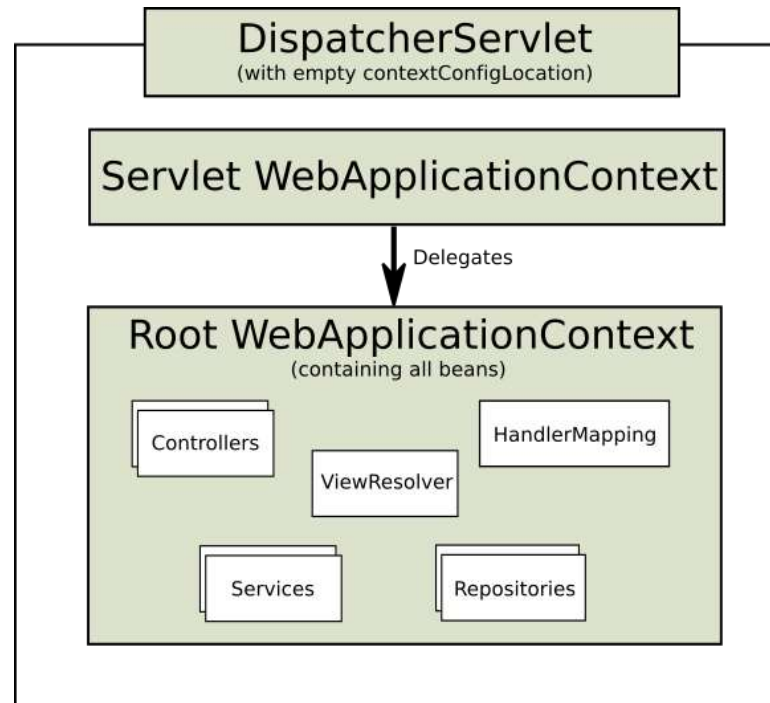 DispatcherServlet
(with empty contextConfigLocation)
Servlet WebApplicationContext
Delegates
Root WebApplicationContext
(containing all beans)
Controllers
HandlerMapping
ViewResolver
Services
Repositories